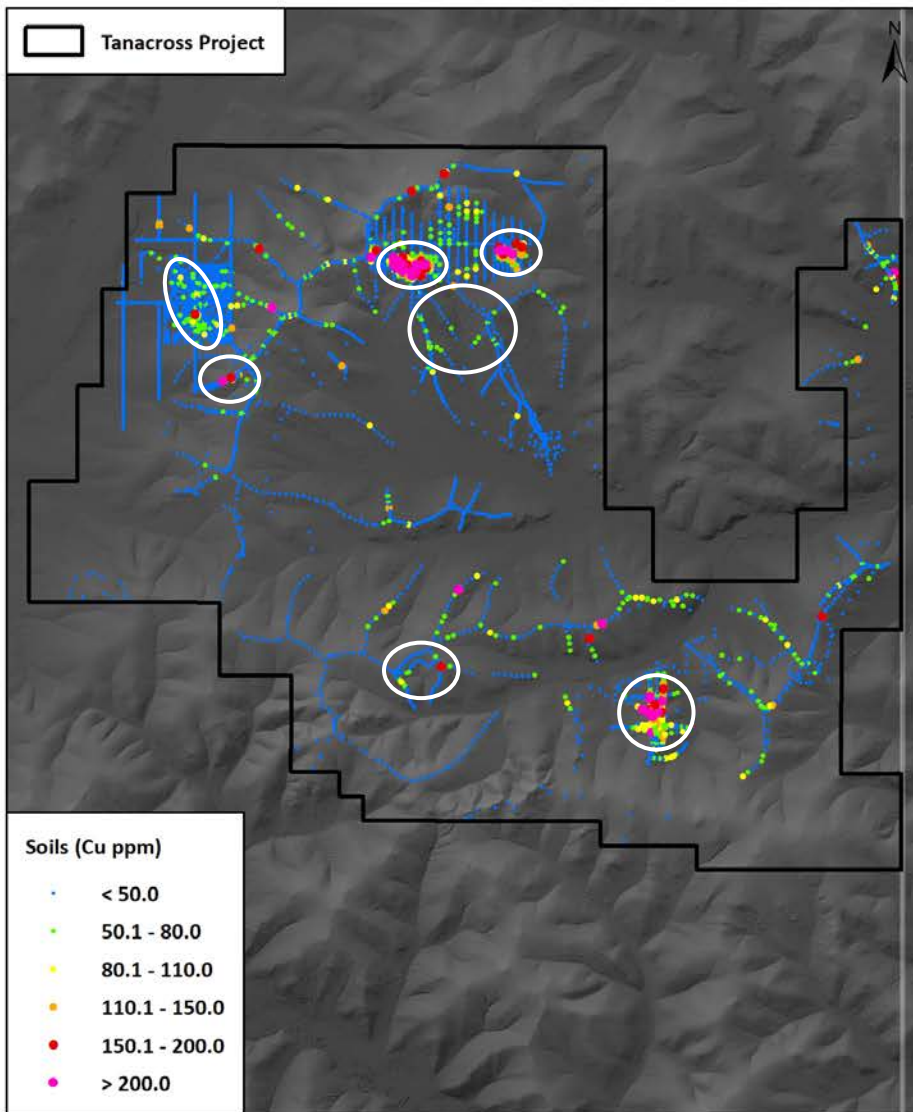 Tanacross Project
N
Soils (Cu ppm)
< 50.0
50.1 - 80.0
80.1 - 110.0
110.1 - 150.0
150.1 - 200.0
> 200.0